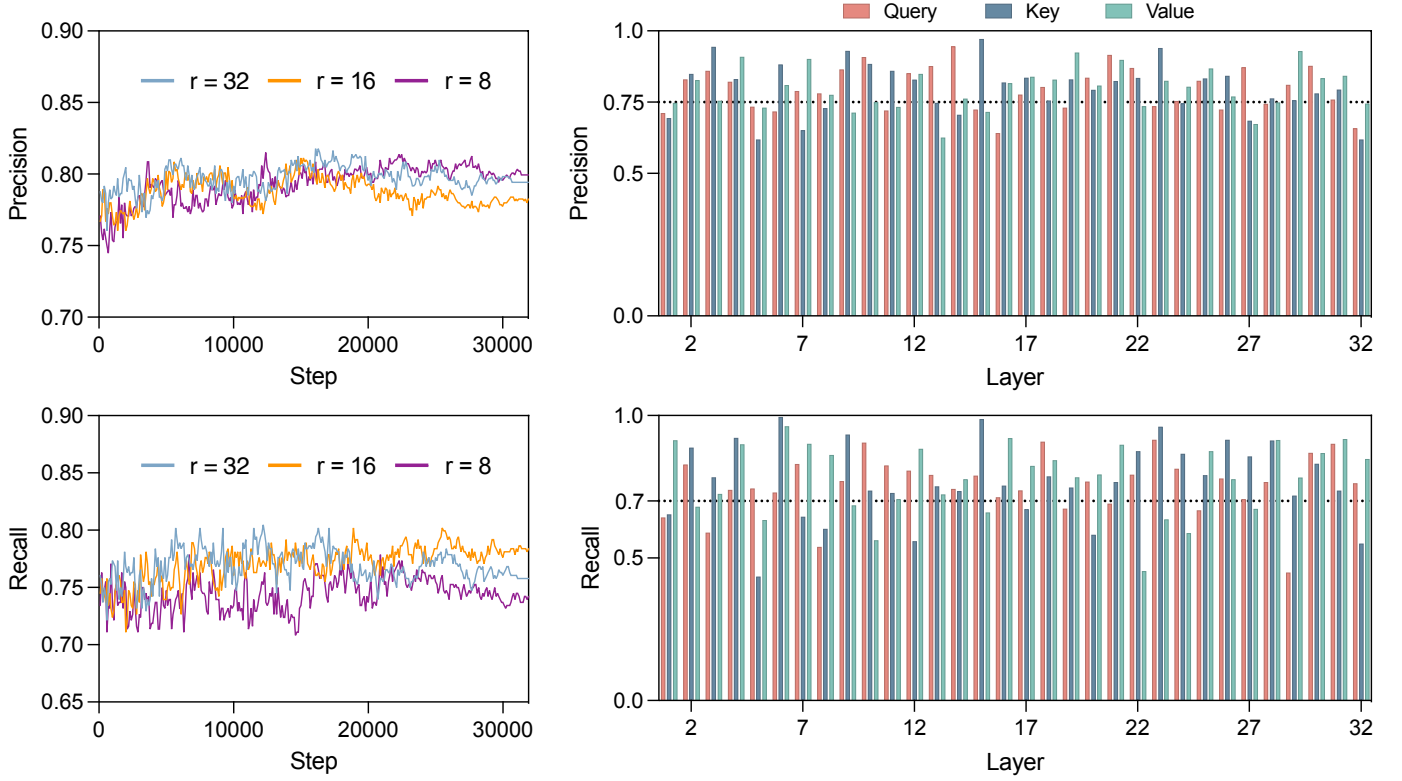 0.90
r = 32 r = 16 r = 8
0.85
0.80
0.75
0.70
Precision
0 10000 20000 30000
Step
Query Key Value
1.0
0.75
0.5
0.0
Precision
2 7 12 17 22 27 32
Layer
0.90
0.85
r = 32 r = 16 r = 8
0.80
0.75
0.70
0.65
Recall
0 10000 20000 30000
Step
1.0
0.7
0.5
0.0
Recall
2 7 12 17 22 27 32
Layer